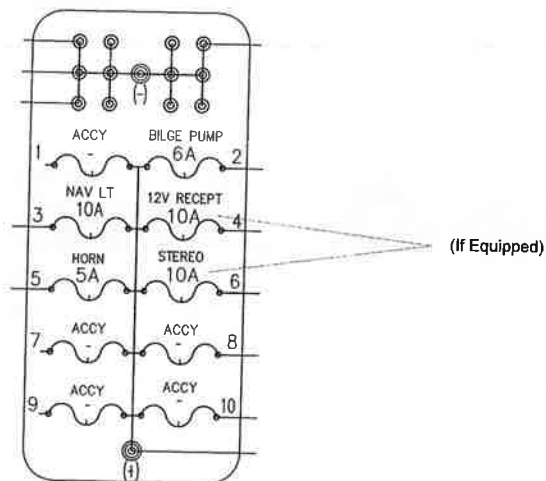 (-)
ACCY BILGE PUMP
1 - 6A 2
NAV LT 12V RECEPT
3 10A 10A 4
(If Equipped)
HORN STEREO
5 5A 10A 6
ACCY ACCY
7 - - 8
ACCY ACCY
9 - - 10
(+)